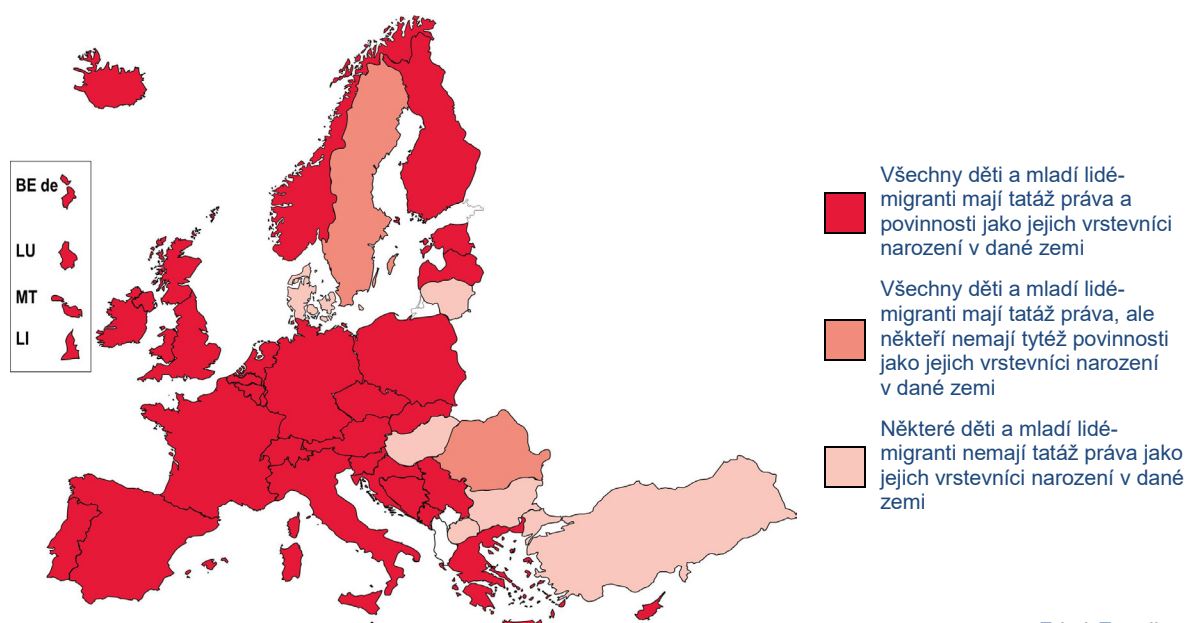 BE de
LU
MT
LI
Všechny děti a mladí lidé-
migranti mají tatáž práva a
povinnosti jako jejich vrstevníci
narození v dané zemi
Všechny děti a mladí lidé-
migranti mají tatáž práva, ale
někteří nemají tytéž povinnosti
jako jejich vrstevníci narození
v dané zemi
Některé děti a mladí lidé-
migranti nemají tatáž práva jako
jejich vrstevníci narození v dané
zemi